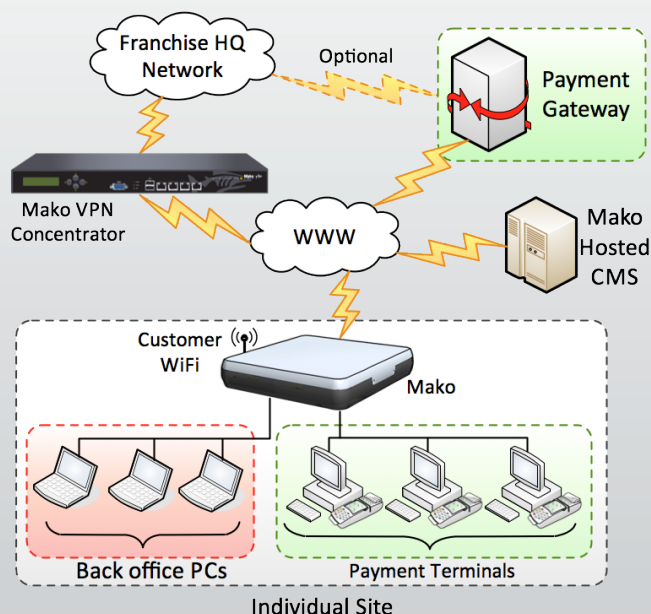 Franchise HQ
Network
Optional
Payment
Gateway
Mako VPN
Concentrator
WWW
Mako
Hosted
CMS
Customer
WiFi
Mako
Back office PCs
Payment Terminals
Individual Site